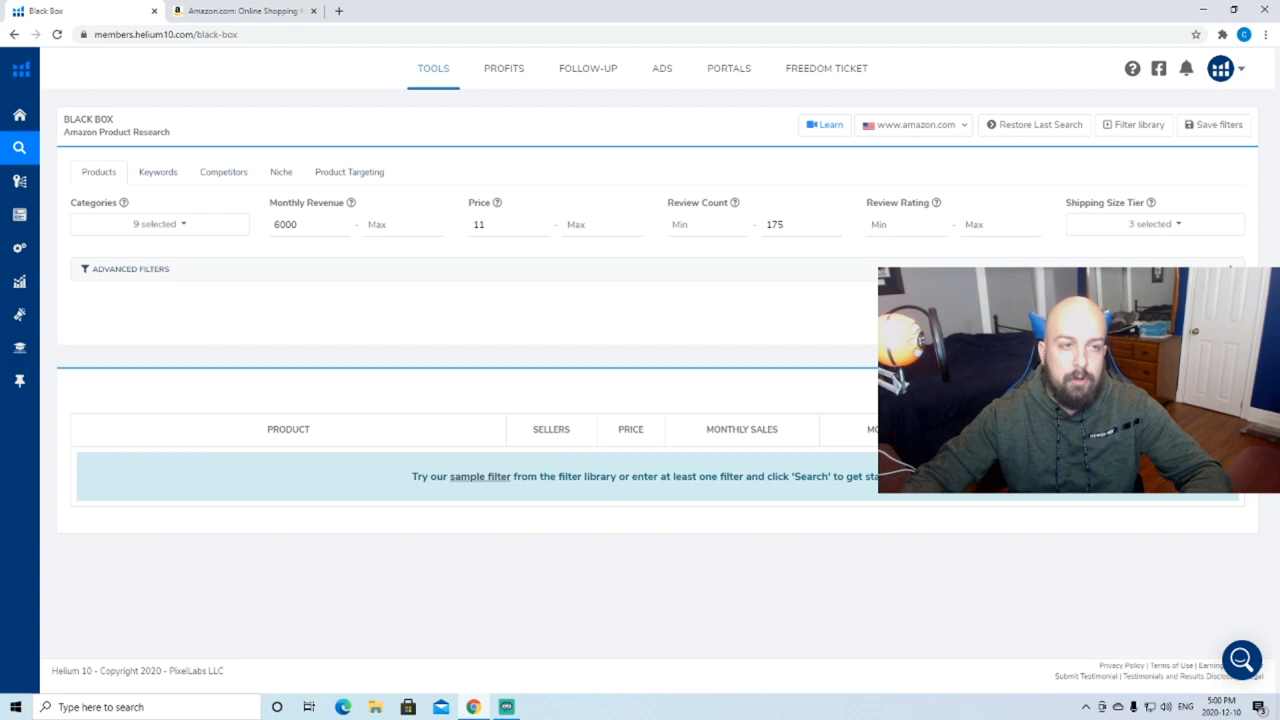 Black Box
Amazon.com: Online Shopping f
members.helium10.com/black-box
C
TOOLS
PROFITS
FOLLOW-UP
ADS
PORTALS
FREEDOM TICKET
BLACK BOX
Amazon Product Research
Learn
www.amazon.com
Restore Last Search
Filter library
Save filters
Products
Keywords
Competitors
Niche
Product Targeting
Categories
Monthly Revenue
Price
Review Count
Review Rating
Shipping Size Tier
9 selected
6000 - Max
11 - Max
Min - 175
Min - Max
3 selected
ADVANCED FILTERS
PRODUCT
SELLERS
PRICE
MONTHLY SALES
MO
Try our sample filter from the filter library or enter at least one filter and click 'Search' to get sta
Helium 10 - Copyright 2020 - PixelLabs LLC
Privacy Policy | Terms of Use | Earning
Submit Testimonial | Testimonials and Results Disclo gal
Type here to search
ENG
5:00 PM
2020-12-10
3